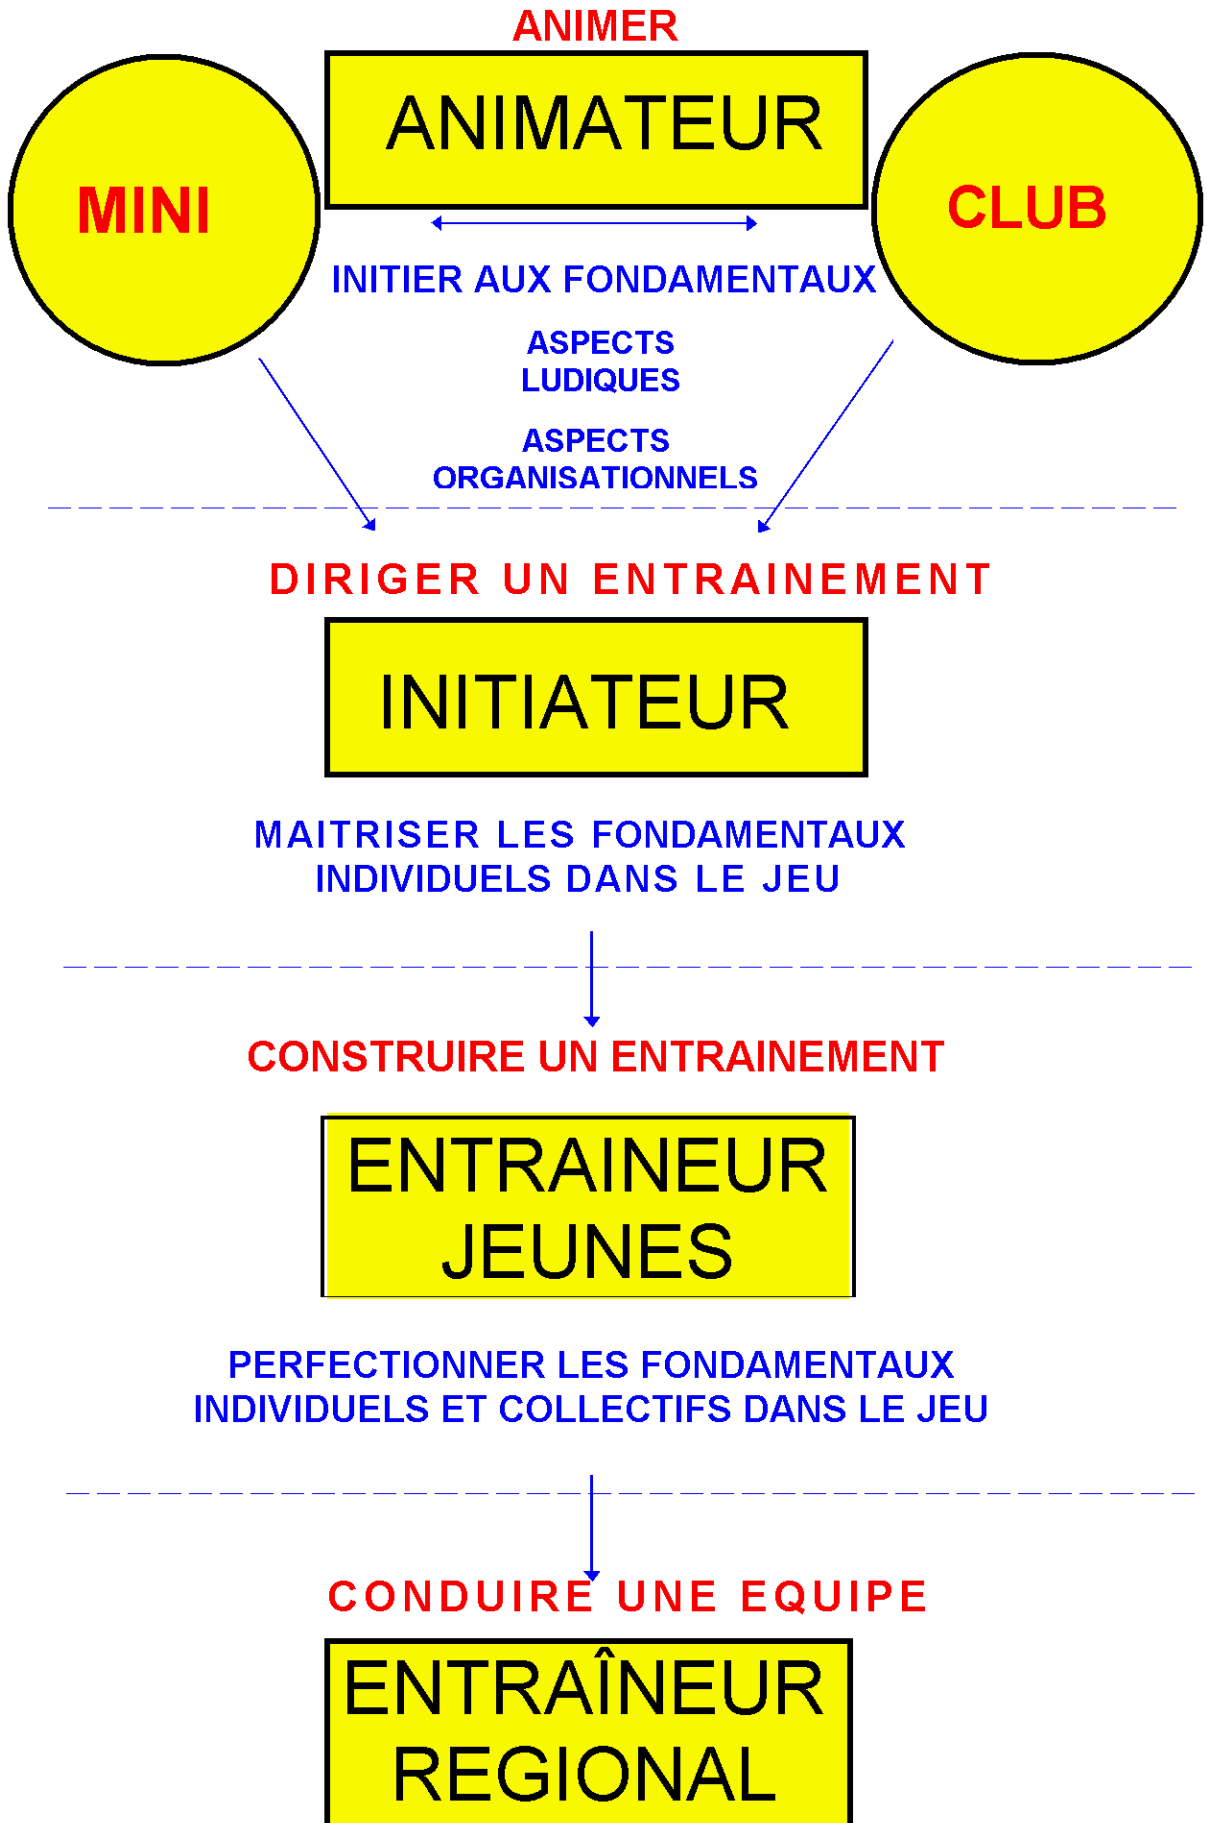 ANIMER
ANIMATEUR
MINI
CLUB
INITIER AUX FONDAMENTAUX
ASPECTS
LUDIQUES
ASPECTS
ORGANISATIONNELS
DIRIGER UN ENTRAINEMENT
INITIATEUR
MAITRISER LES FONDAMENTAUX
INDIVIDUELS DANS LE JEU
CONSTRUIRE UN ENTRAINEMENT
ENTRAINEUR
JEUNES
PERFECTIONNER LES FONDAMENTAUX
INDIVIDUELS ET COLLECTIFS DANS LE JEU
CONDUIRE UNE EQUIPE
ENTRAÎNEUR
REGIONAL